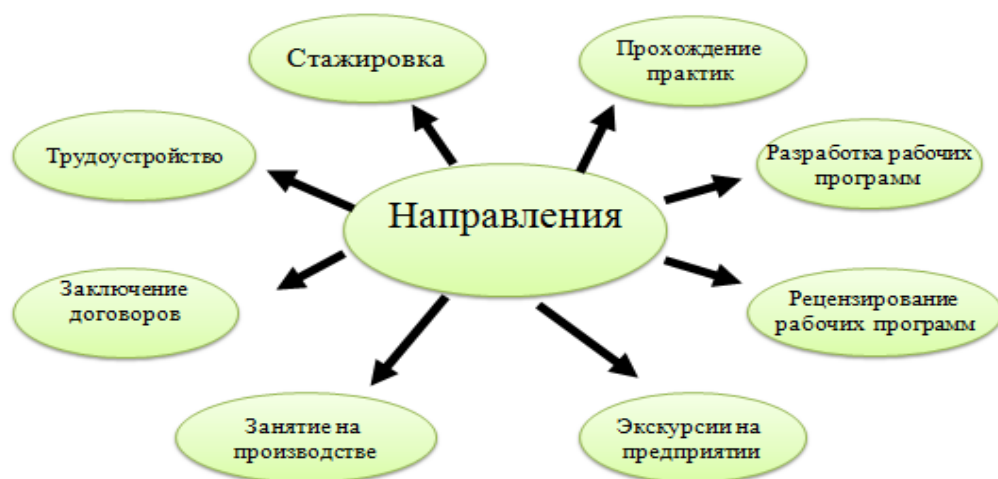 Стажировка
Прохождение
практик
Трудоустройство
Разработка рабочих
программ
Направления
Заключение
договоров
Рецензирование
рабочих программ
Занятие на
производстве
Экскурсии на
предприятии